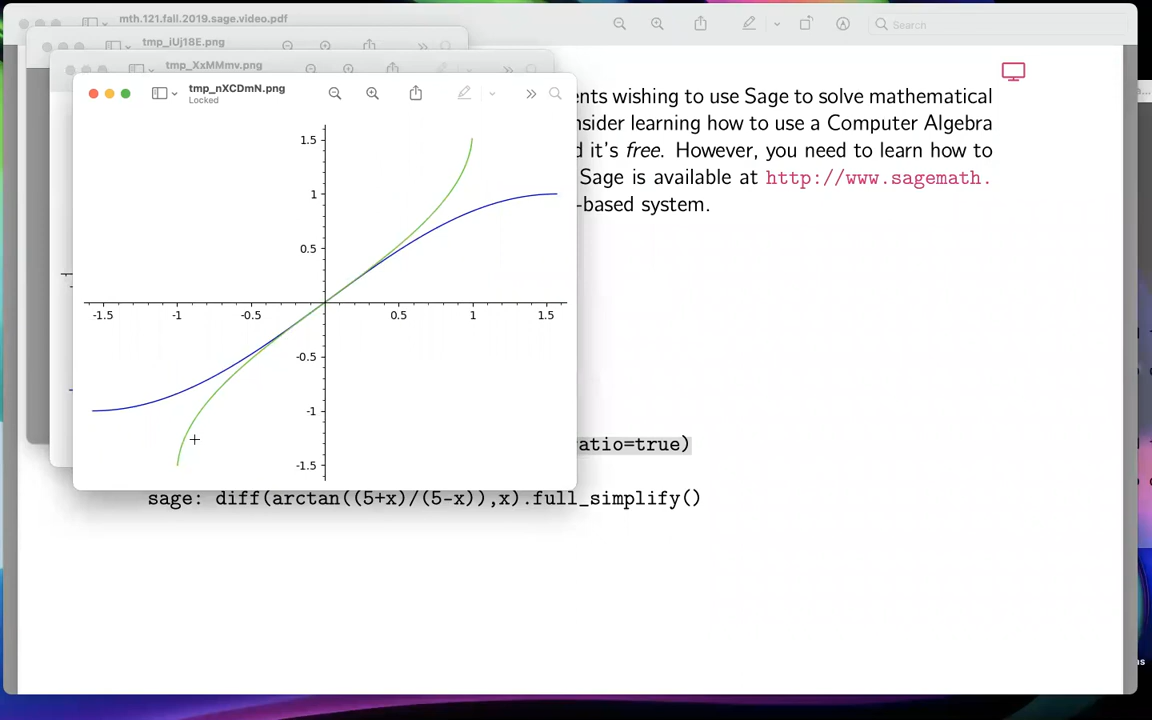 mth.121.fall.2019.sage.video.pdf
Search
tmp_iUj18E.png
tmp_XxMMmv.png
tmp_nXCDmN.png
Locked
ents wishing to use Sage to solve mathematical
nsider learning how to use a Computer Algebra
d it's free. However, you need to learn how to
Sage is available at http://www.sagemath.
-based system.
1.5
1
0.5
-1.5 -1 -0.5 0.5 1 1.5
-0.5
-1
-1.5
atio=true)
sage: diff(arctan((5+x)/(5-x)),x).full_simplify()